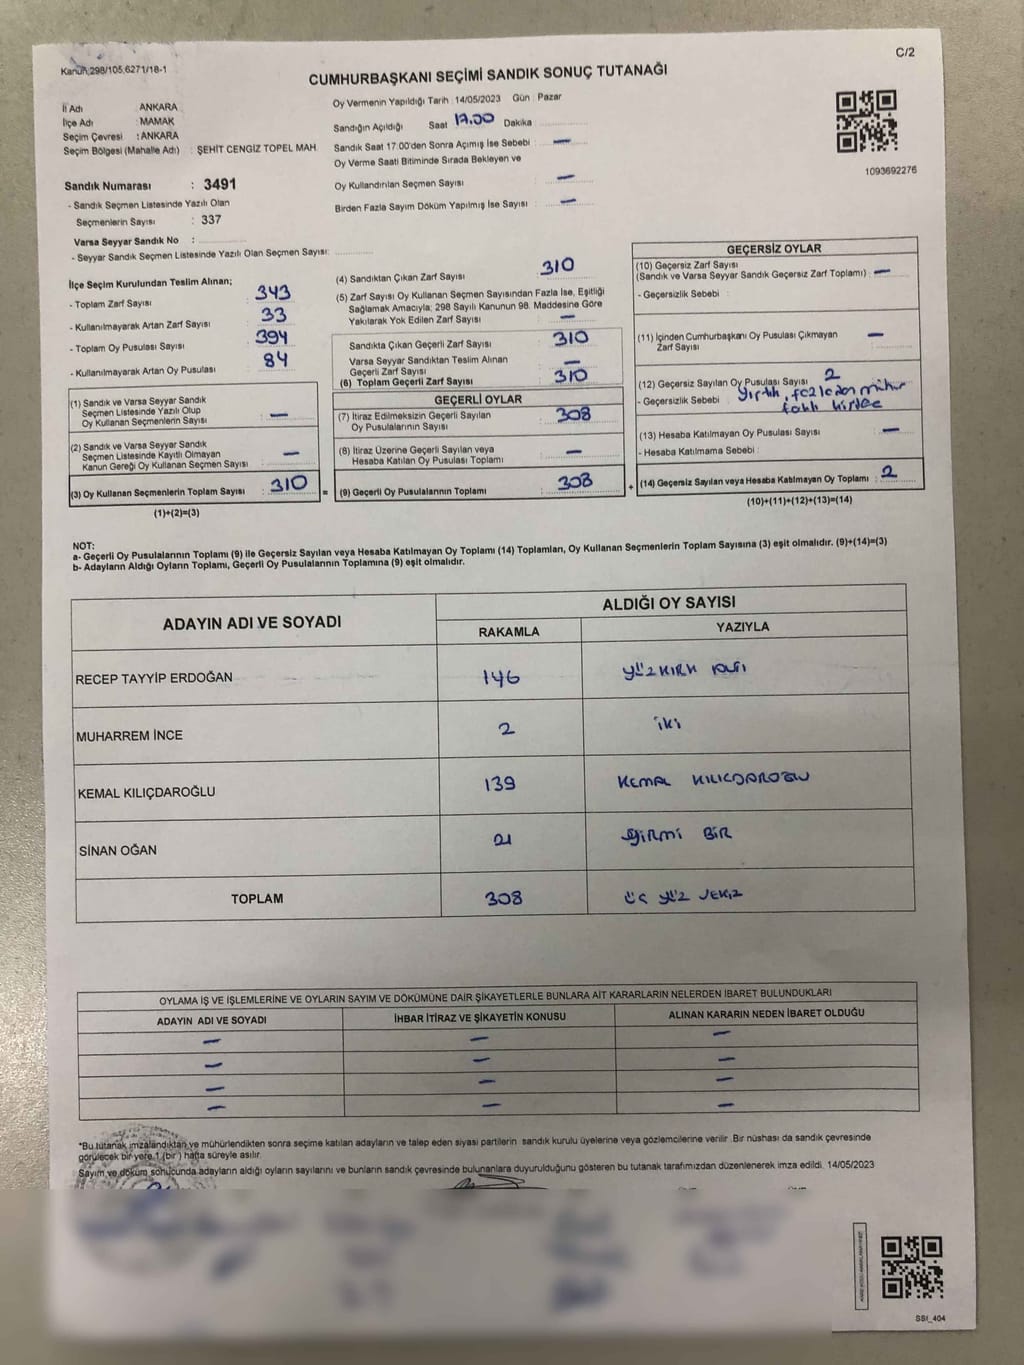 C/2
Kanun:298/105,6271/18-1
CUMHURBAŞKANI SEÇİMİ SANDIK SONUÇ TUTANAĞI
İl Adı : ANKARA
İlçe Adı : MAMAK
Seçim Çevresi : ANKARA
Seçim Bölgesi (Mahalle Adı) : ŞEHİT CENGİZ TOPEL MAH.
Oy Vermenin Yapıldığı Tarih : 14/05/2023 Gün : Pazar
Sandığın Açıldığı Saat 17.00 Dakika
Sandık Saat 17.00'den Sonra Açımış İse Sebebi : —
Oy Verme Saati Bitiminde Sırada Bekleyen ve
Oy Kullandırılan Seçmen Sayısı : —
Birden Fazla Sayım Döküm Yapılmış İse Sayısı : —
1093692276
Sandık Numarası : 3491
- Sandık Seçmen Listesinde Yazılı Olan
Seçmenlerin Sayısı : 337
Varsa Seyyar Sandık No :
- Seyyar Sandık Seçmen Listesinde Yazılı Olan Seçmen Sayısı:
İlçe Seçim Kurulundan Teslim Alınan;
- Toplam Zarf Sayısı : 343
- Kullanılmayarak Artan Zarf Sayısı : 33
- Toplam Oy Pusulası Sayısı : 394
- Kullanılmayarak Artan Oy Pusulası : 84
(1) Sandık ve Varsa Seyyar Sandık
Seçmen Listesinde Yazılı Olup
Oy Kullanan Seçmenlerin Sayısı : —
(2) Sandık ve Varsa Seyyar Sandık
Seçmen Listesinde Kayıtlı Olmayan
Kanun Gereği Oy Kullanan Seçmen Sayısı : —
(3) Oy Kullanan Seçmenlerin Toplam Sayısı : 310
(1)+(2)=(3)
(4) Sandıktan Çıkan Zarf Sayısı : 310
(5) Zarf Sayısı Oy Kullanan Seçmen Sayısından Fazla İse, Eşitliği
Sağlamak Amacıyla; 298 Sayılı Kanunun 98. Maddesine Göre
Yakılarak Yok Edilen Zarf Sayısı : —
Sandıkta Çıkan Geçerli Zarf Sayısı : 310
Varsa Seyyar Sandıktan Teslim Alınan
Geçerli Zarf Sayısı : —
(6) Toplam Geçerli Zarf Sayısı : 310
GEÇERLİ OYLAR
(7) İtiraz Edilmeksizin Geçerli Sayılan
Oy Pusulalarının Sayısı : 308
(8) İtiraz Üzerine Geçerli Sayılan veya
Hesaba Katılan Oy Pusulası Toplamı : —
= (9) Geçerli Oy Pusulalarının Toplamı : 308
GEÇERSİZ OYLAR
(10) Geçersiz Zarf Sayısı
(Sandık ve Varsa Seyyar Sandık Geçersiz Zarf Toplamı) : —
- Geçersizlik Sebebi :
(11) İçinden Cumhurbaşkanı Oy Pusulası Çıkmayan
Zarf Sayısı : —
(12) Geçersiz Sayılan Oy Pusulası Sayısı : 2
- Geçersizlik Sebebi : Yırtık, fazladan mühür
(13) Hesaba Katılmayan Oy Pusulası Sayısı : —
- Hesaba Katılmama Sebebi :
+ (14) Geçersiz Sayılan veya Hesaba Katılmayan Oy Toplamı : 2
(10)+(11)+(12)+(13)=(14)
NOT:
a- Geçerli Oy Pusulalarının Toplamı (9) ile Geçersiz Sayılan veya Hesaba Katılmayan Oy Toplamı (14) Toplamları, Oy Kullanan Seçmenlerin Toplam Sayısına (3) eşit olmalıdır. (9)+(14)=(3)
b- Adayların Aldığı Oyların Toplamı, Geçerli Oy Pusulalarının Toplamına (9) eşit olmalıdır.
ADAYIN ADI VE SOYADI ALDIĞI OY SAYISI
RAKAMLA YAZIYLA
RECEP TAYYİP ERDOĞAN 146 YÜZ KIRK ALTI
MUHARREM İNCE 2 İKİ
KEMAL KILIÇDAROĞLU 139 KEMAL KILIÇDAROĞLU
SİNAN OĞAN 21 YİRMİ BİR
TOPLAM 308 ÜÇ YÜZ SEKİZ
OYLAMA İŞ VE İŞLEMLERİNE VE OYLARIN SAYIM VE DÖKÜMÜNE DAİR ŞİKAYETLERLE BUNLARA AİT KARARLARIN NELERDEN İBARET BULUNDUKLARI
ADAYIN ADI VE SOYADI İHBAR İTİRAZ VE ŞİKAYETİN KONUSU ALINAN KARARIN NEDEN İBARET OLDUĞU
— — —
— — —
— — —
— — —
*Bu tutanak imzalandıktan ve mühürlendikten sonra seçime katılan adayların ve talep eden siyasi partilerin sandık kurulu üyelerine veya gözlemcilerine verilir .Bir nüshası da sandık çevresinde
görülecek bir yere 1 (bir ) hafta süreyle asılır.
Sayım ve döküm sonucunda adayların aldığı oyların sayılarını ve bunların sandık çevresinde bulunanlara duyurulduğunu gösteren bu tutanak tarafımızdan düzenlenerek imza edildi. 14/05/2023
SSI_404